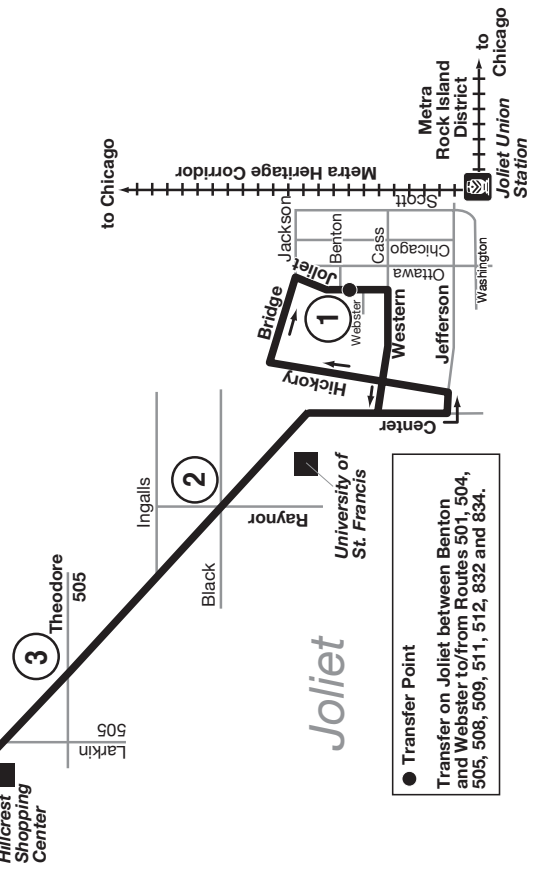 to Chicago
Metra Heritage Corridor
Metra
Rock Island
District
to
Chicago
Joliet Union
Station
Scott
Chicago
Ottawa
Washington
Jackson
Benton
Cass
Joliet
Bridge
1
Webster
Western
Jefferson
Hickory
Center
Ingalls
2
Black
Raynor
University of
St. Francis
3
Theodore
505
505
Larkin
Hillcrest
Shopping
Center
Joliet
Transfer Point
Transfer on Joliet between Benton
and Webster to/from Routes 501, 504,
505, 508, 509, 511, 512, 832 and 834.